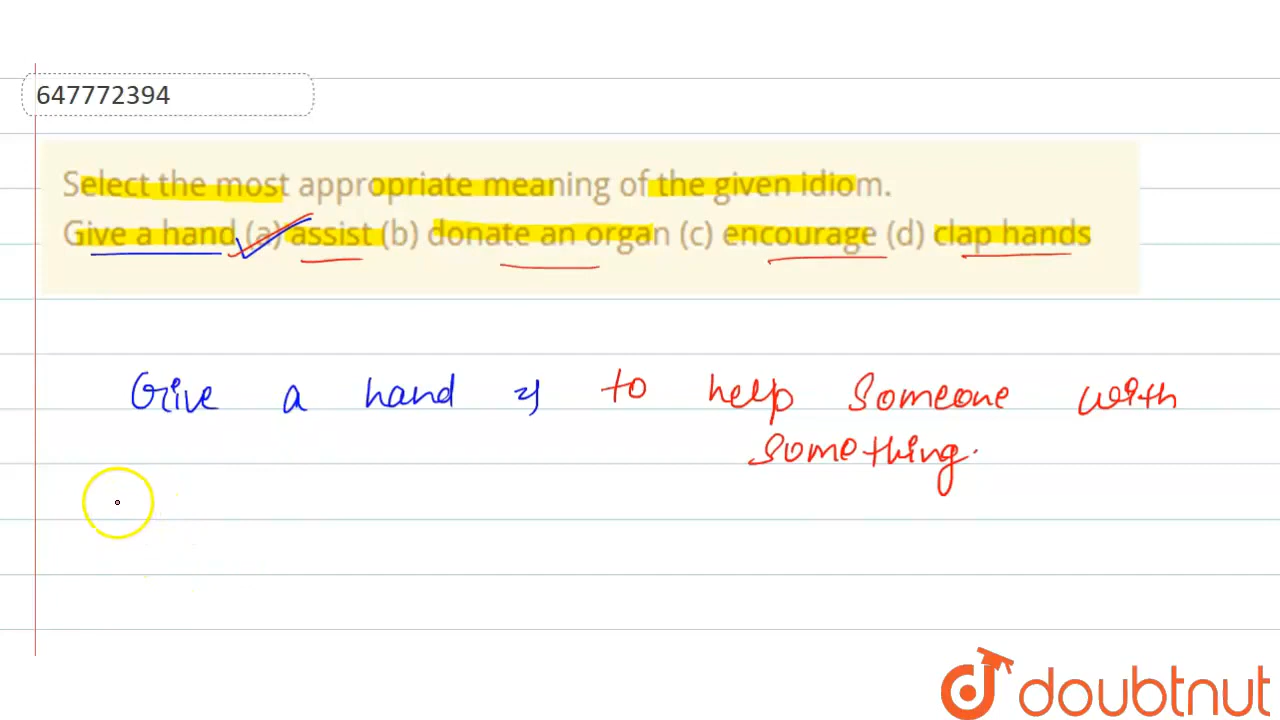 647772394
Select the most appropriate meaning of the given idiom.
Give a hand (a) assist (b) donate an organ (c) encourage (d) clap hands
Give a hand is to help someone with
something.
doubtnut